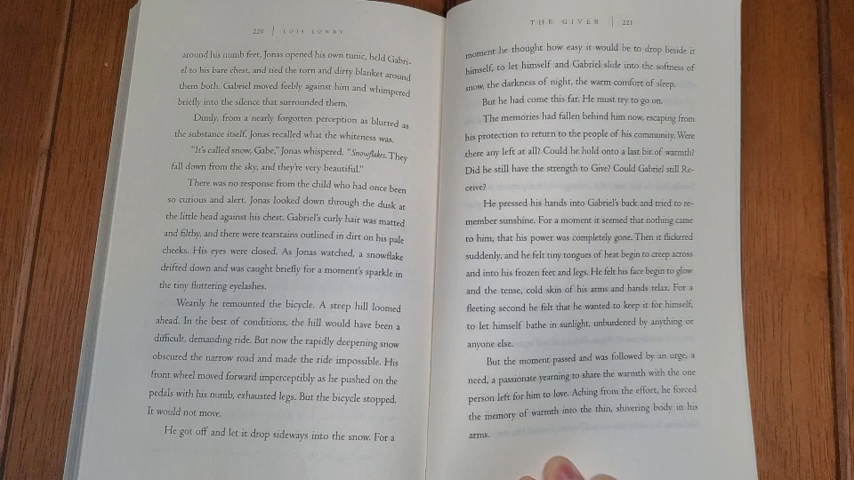 220 | LOIS LOWRY
around his numb feet. Jonas opened his own tunic, held Gabri-
el to his bare chest, and tied the torn and dirty blanket around
them both. Gabriel moved feebly against him and whimpered
briefly into the silence that surrounded them.
Dimly, from a nearly forgotten perception as blurred as
the substance itself, Jonas recalled what the whiteness was.
"It's called snow, Gabe," Jonas whispered. "Snowflakes. They
fall down from the sky, and they're very beautiful."
There was no response from the child who had once been
so curious and alert. Jonas looked down through the dusk at
the little head against his chest. Gabriel's curly hair was matted
and filthy, and there were tearstains outlined in dirt on his pale
cheeks. His eyes were closed. As Jonas watched, a snowflake
drifted down and was caught briefly for a moment's sparkle in
the tiny fluttering eyelashes.
Wearily he remounted the bicycle. A steep hill loomed
ahead. In the best of conditions, the hill would have been a
difficult, demanding ride. But now the rapidly deepening snow
obscured the narrow road and made the ride impossible. His
front wheel moved forward imperceptibly as he pushed on the
pedals with his numb, exhausted legs. But the bicycle stopped.
It would not move.
He got off and let it drop sideways into the snow. For a
THE GIVER | 221
moment he thought how easy it would be to drop beside it
himself, to let himself and Gabriel slide into the softness of
snow, the darkness of night, the warm comfort of sleep.
But he had come this far. He must try to go on.
The memories had fallen behind him now, escaping from
his protection to return to the people of his community. Were
there any left at all? Could he hold onto a last bit of warmth?
Did he still have the strength to Give? Could Gabriel still Re-
ceive?
He pressed his hands into Gabriel's back and tried to re-
member sunshine. For a moment it seemed that nothing came
to him, that his power was completely gone. Then it flickered
suddenly, and he felt tiny tongues of heat begin to creep across
and into his frozen feet and legs. He felt his face begin to glow
and the tense, cold skin of his arms and hands relax. For a
fleeting second he felt that he wanted to keep it for himself,
to let himself bathe in sunlight, unburdened by anything or
anyone else.
But the moment passed and was followed by an urge, a
need, a passionate yearning to share the warmth with the one
person left for him to love. Aching from the effort, he forced
the memory of warmth into the thin, shivering body in his
arms.